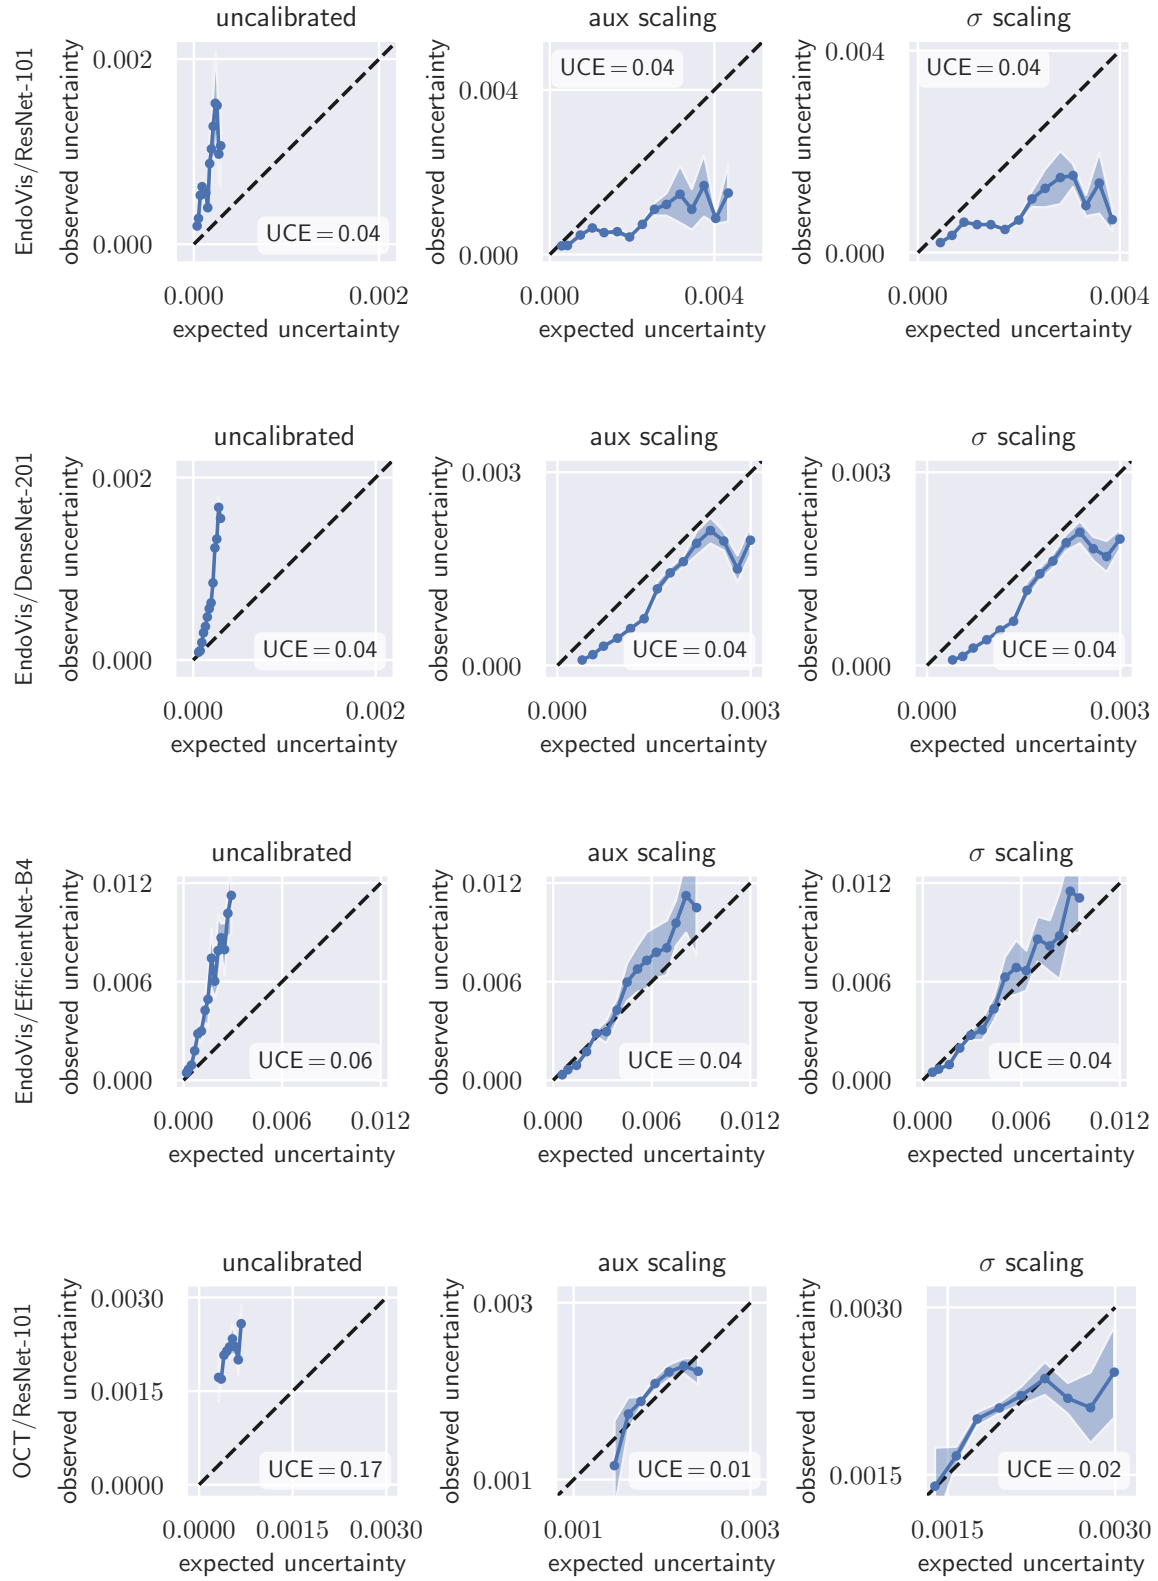 uncalibrated
aux scaling
σ scaling
EndoVis/ResNet-101
observed uncertainty
0.002
0.000
UCE = 0.04
0.000
0.002
expected uncertainty
observed uncertainty
0.004
0.000
UCE = 0.04
0.000
0.004
expected uncertainty
observed uncertainty
0.004
0.000
UCE = 0.04
0.000
0.004
expected uncertainty
uncalibrated
aux scaling
σ scaling
EndoVis/DenseNet-201
observed uncertainty
0.002
0.000
UCE = 0.04
0.000
0.002
expected uncertainty
observed uncertainty
0.003
0.000
UCE = 0.04
0.000
0.003
expected uncertainty
observed uncertainty
0.003
0.000
UCE = 0.04
0.000
0.003
expected uncertainty
uncalibrated
aux scaling
σ scaling
EndoVis/EfficientNet-B4
observed uncertainty
0.012
0.006
0.000
UCE = 0.06
0.000
0.006
0.012
expected uncertainty
observed uncertainty
0.012
0.006
0.000
UCE = 0.04
0.000
0.006
0.012
expected uncertainty
observed uncertainty
0.012
0.006
0.000
UCE = 0.04
0.000
0.006
0.012
expected uncertainty
uncalibrated
aux scaling
σ scaling
OCT/ResNet-101
observed uncertainty
0.0030
0.0015
0.0000
UCE = 0.17
0.0000
0.0015
0.0030
expected uncertainty
observed uncertainty
0.003
0.001
UCE = 0.01
0.001
0.003
expected uncertainty
observed uncertainty
0.0030
0.0015
UCE = 0.02
0.0015
0.0030
expected uncertainty